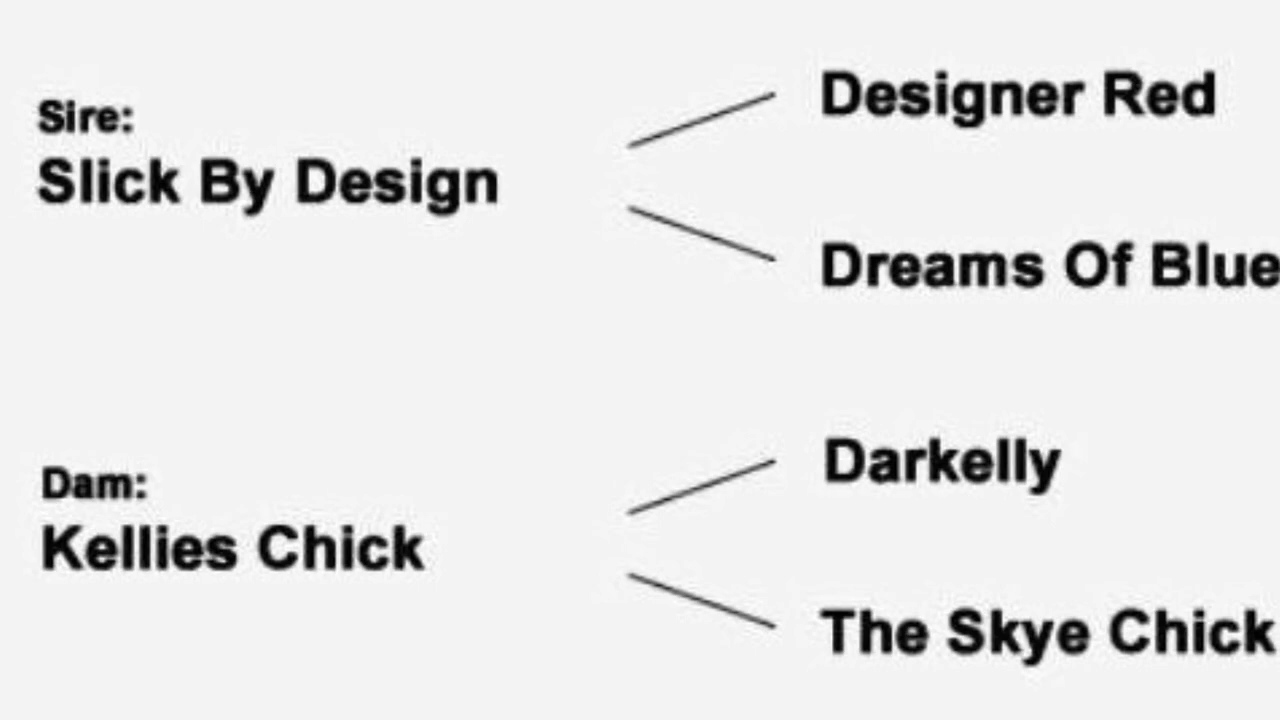 Sire:
Slick By Design
Designer Red
Dreams Of Blue
Dam:
Kellies Chick
Darkelly
The Skye Chick